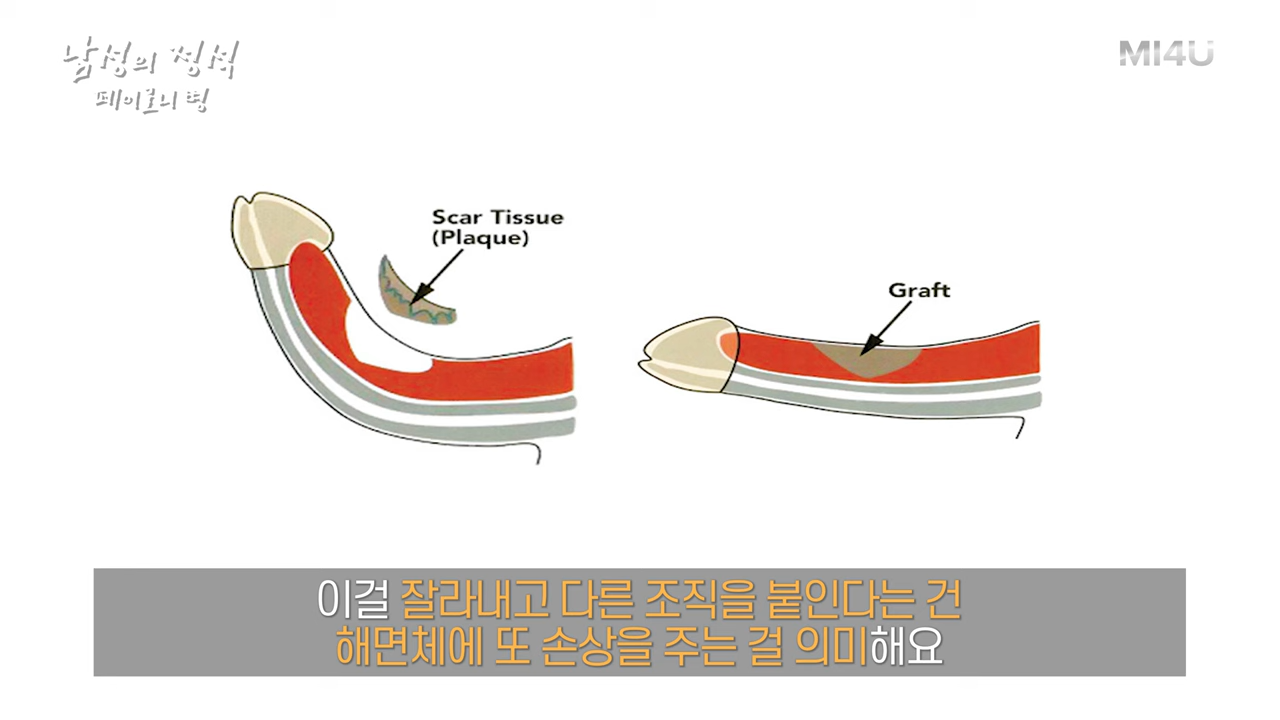 남성의 정석
페이로니 병
MI4U
Scar Tissue
(Plaque)
Graft
이걸 잘라내고 다른 조직을 붙인다는 건
해면체에 또 손상을 주는 걸 의미해요